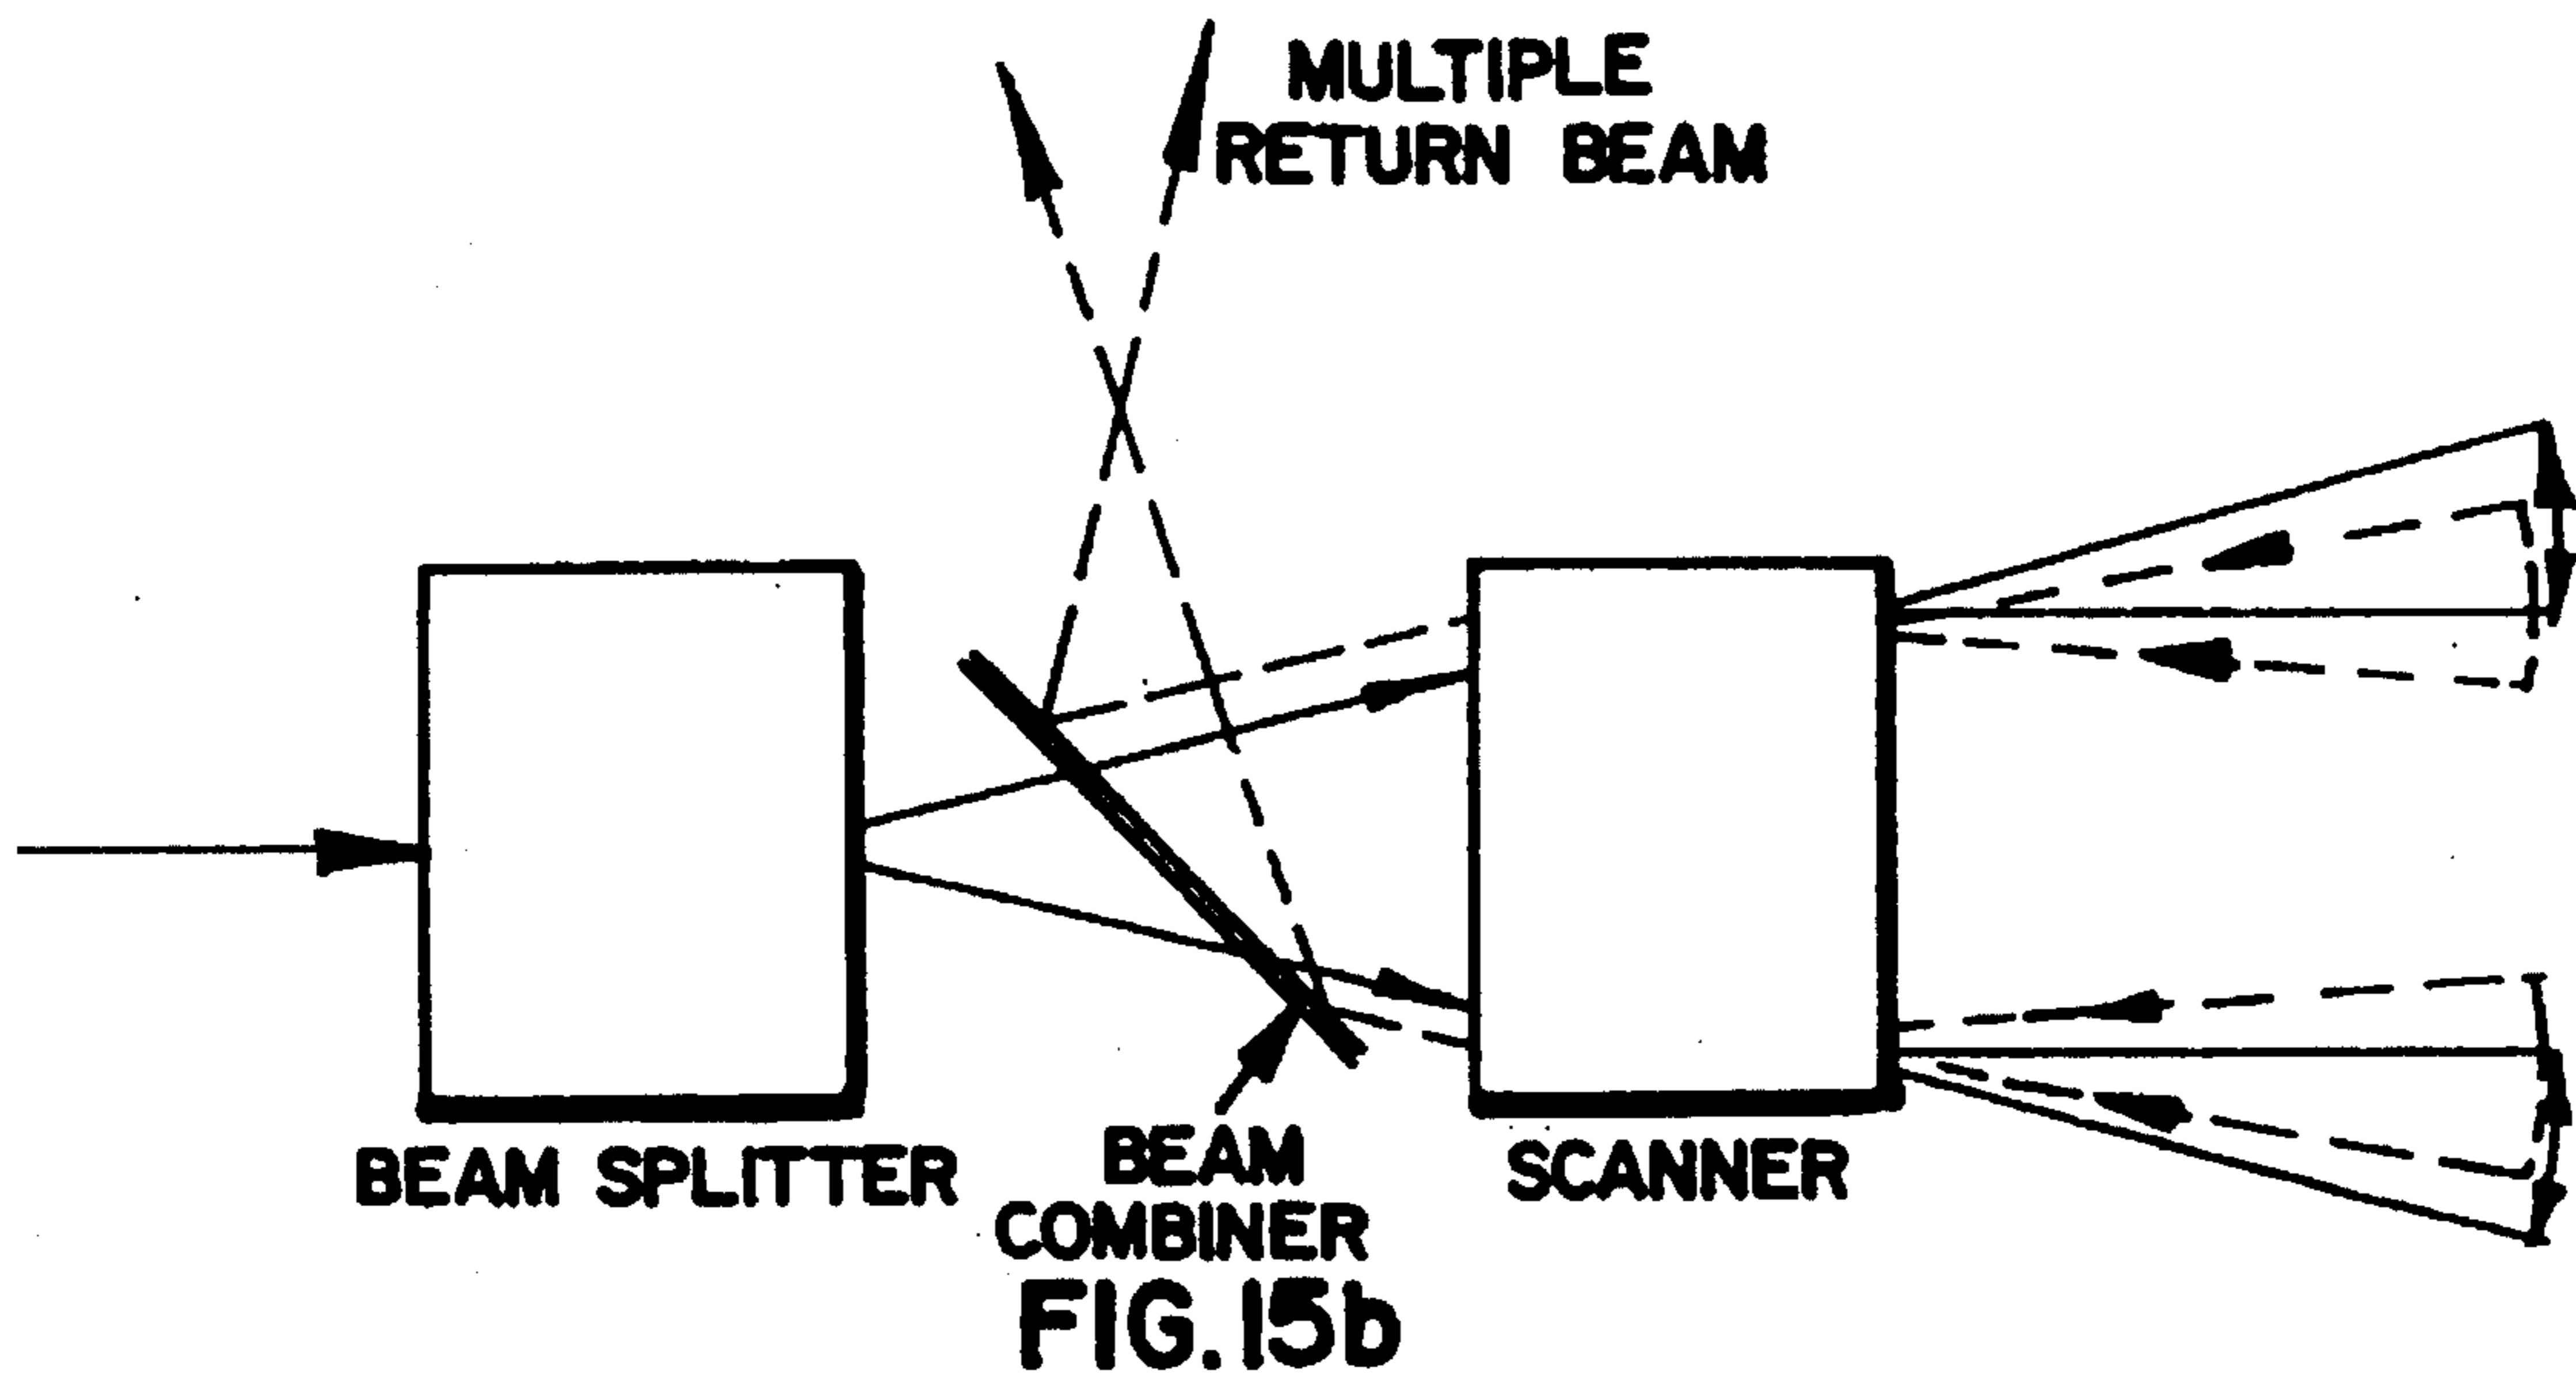 MULTIPLE
RETURN BEAM
BEAM SPLITTER
BEAM
COMBINER
SCANNER
FIG.15b